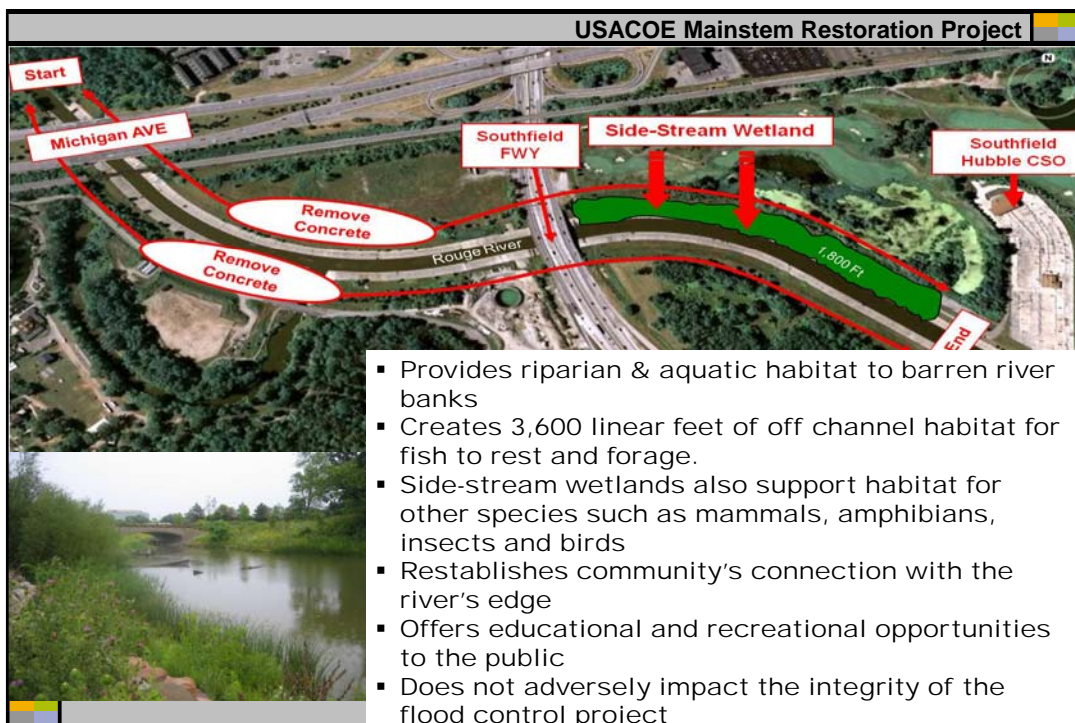 USACOE Mainstem Restoration Project
N
Start
Michigan AVE
Southfield
FWY
Side-Stream Wetland
Southfield
Hubble CSO
Remove
Concrete
Remove
Concrete
Rouge River
1,800 Ft
End
▪ Provides riparian & aquatic habitat to barren river
banks
▪ Creates 3,600 linear feet of off channel habitat for
fish to rest and forage.
▪ Side-stream wetlands also support habitat for
other species such as mammals, amphibians,
insects and birds
▪ Restablishes community’s connection with the
river’s edge
▪ Offers educational and recreational opportunities
to the public
▪ Does not adversely impact the integrity of the
flood control project